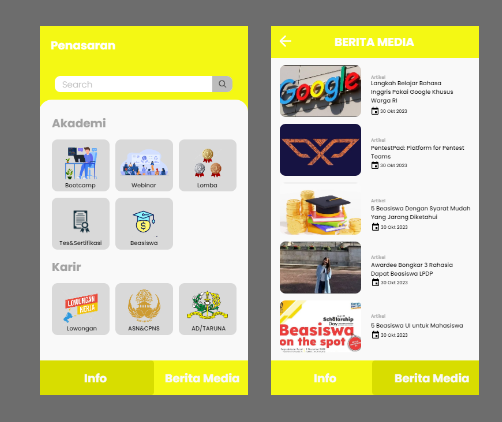 Penasaran
Search
Akademi
Bootcamp
Webinar
Lomba
Tes&Sertifikasi
Beasiswa
Karir
LOWONGAN
KERJA
Lowongan
ASN&CPNS
AD/TARUNA
Info
Berita Media
BERITA MEDIA
Google
Artikel
Langkah Belajar Bahasa
Inggris Pakai Google Khusus
Warga RI
30 Okt 2023
Artikel
PentestPad: Platform for Pentest
Teams
30 Okt 2023
Artikel
5 Beasiswa Dengan Syarat Mudah
Yang Jarang Diketahui
30 Okt 2023
Artikel
Awardee Bongkar 3 Rahasia
Dapat Beasiswa LPDP
30 Okt 2023
Scholarship
Day
Beasiswa
on the spot
Artikel
5 Beasiswa UI untuk Mahasiswa
30 Okt 2023
Info
Berita Media